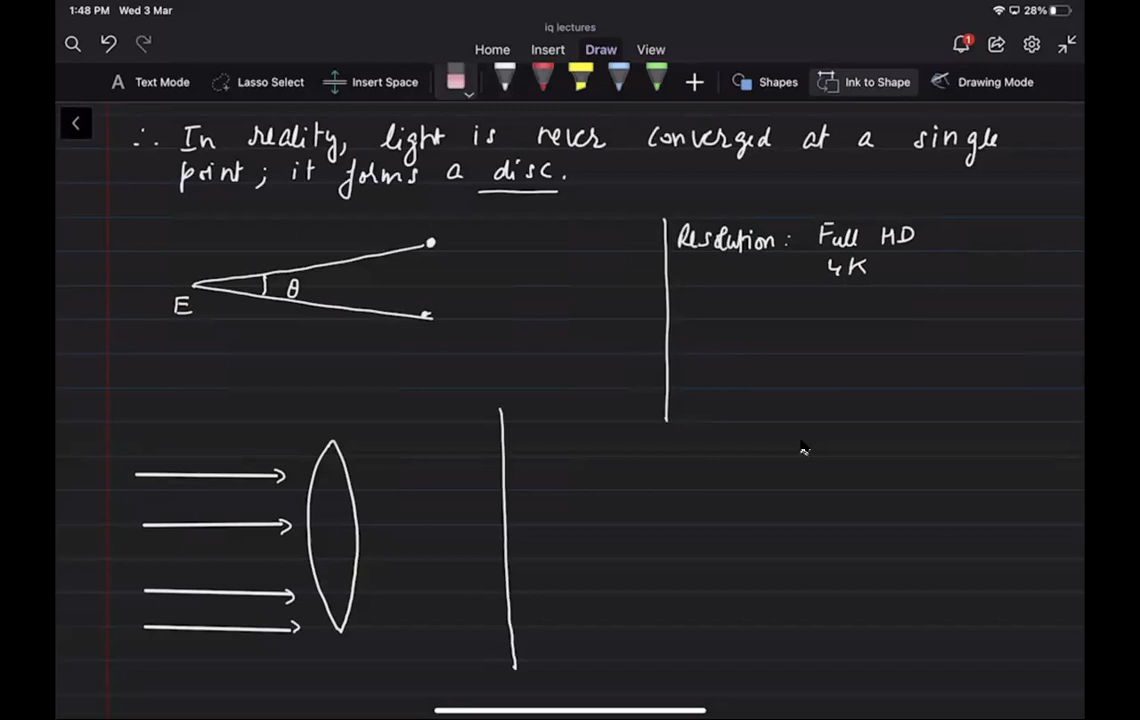 1:48 PM Wed 3 Mar
28%
iq lectures
Home Insert Draw View
1
A Text Mode Lasso Select Insert Space Shapes Ink to Shape Drawing Mode
∴ In reality, light is never converged at a single
point; it forms a disc.
Resolution: Full HD
4K
θ
E